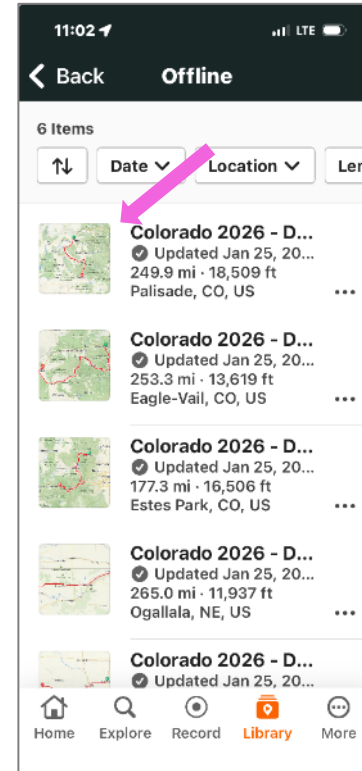 11:02 LTE
Back Offline
6 Items
Date Location Ler
Colorado 2026 - D...
Updated Jan 25, 20...
249.9 mi · 18,509 ft
Palisade, CO, US
Colorado 2026 - D...
Updated Jan 25, 20...
253.3 mi · 13,619 ft
Eagle-Vail, CO, US
Colorado 2026 - D...
Updated Jan 25, 20...
177.3 mi · 16,506 ft
Estes Park, CO, US
Colorado 2026 - D...
Updated Jan 25, 20...
265.0 mi · 11,937 ft
Ogallala, NE, US
Colorado 2026 - D...
Updated Jan 25, 20...
Home Explore Record Library More